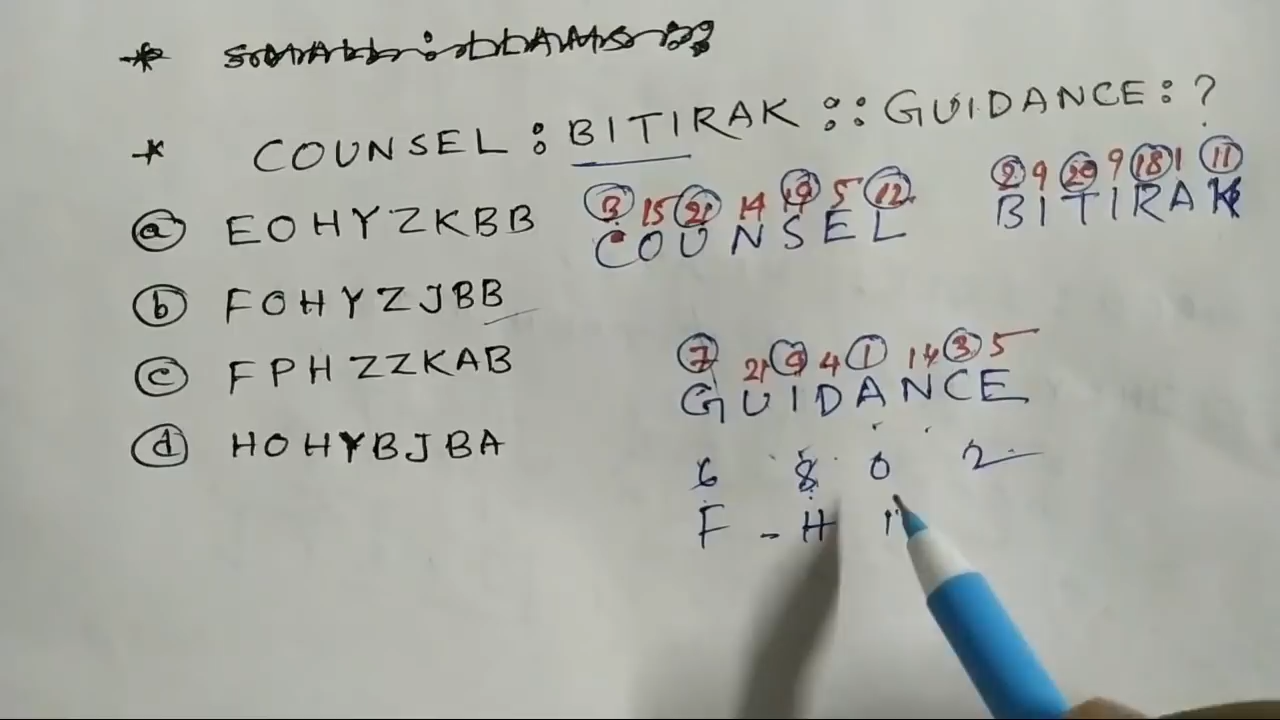 * COUNSEL : BITIRAK :: GUIDANCE : ?
ⓐ EOHYZKBB
ⓑ FOHYZJBB
ⓒ FPHZZKAB
ⓓ HOHYBJBA
3 15 21 14 19 5 12
COUNSEL
2 9 20 9 18 1 11
BITIRAK
7 21 9 4 1 14 3 5
GUIDANCE
6 8 0 2
F - H